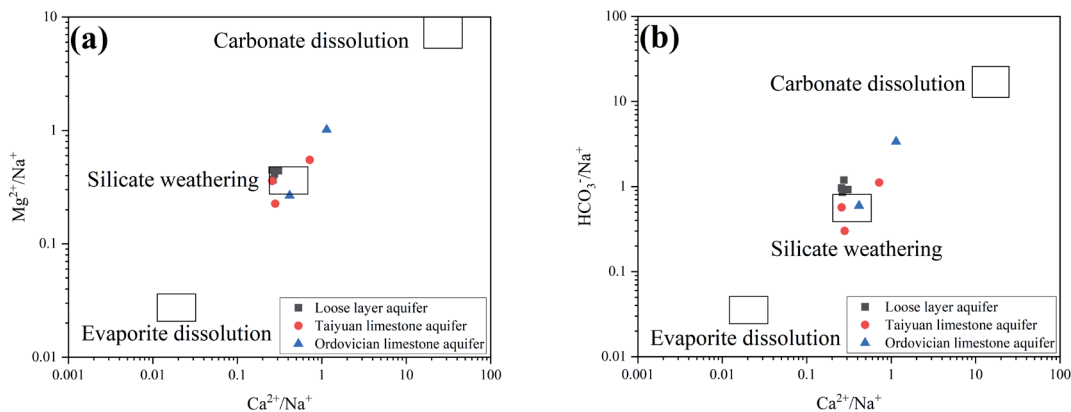 (a)
Carbonate dissolution
Silicate weathering
Evaporite dissolution
Loose layer aquifer
Taiyuan limestone aquifer
Ordovician limestone aquifer
Mg²⁺/Na⁺
10
1
0.1
0.01
0.001
0.01
0.1
1
10
100
Ca²⁺/Na⁺
(b)
Carbonate dissolution
Silicate weathering
Evaporite dissolution
Loose layer aquifer
Taiyuan limestone aquifer
Ordovician limestone aquifer
HCO₃⁻/Na⁺
100
10
1
0.1
0.01
0.001
0.01
0.1
1
10
100
Ca²⁺/Na⁺